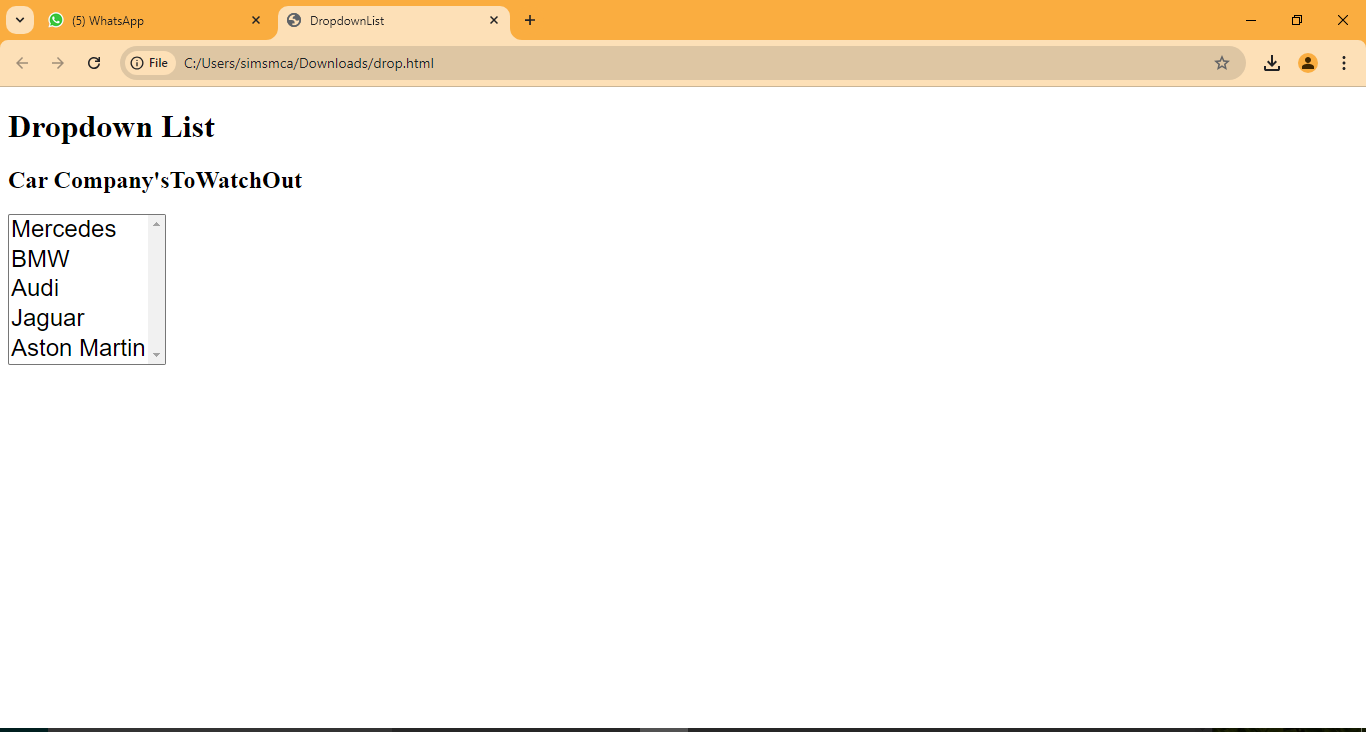 (5) WhatsApp
DropdownList
File
C:/Users/simsmca/Downloads/drop.html
Dropdown List
Car Company'sToWatchOut
Mercedes
BMW
Audi
Jaguar
Aston Martin